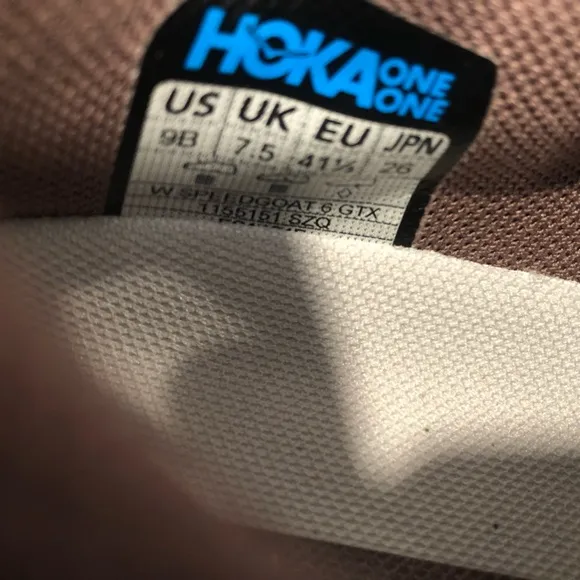 HOKA ONE ONE
US UK EU JPN
9B 7.5 41⅓ 26
W SPEEDGOAT 6 GTX
1155151 SZQ